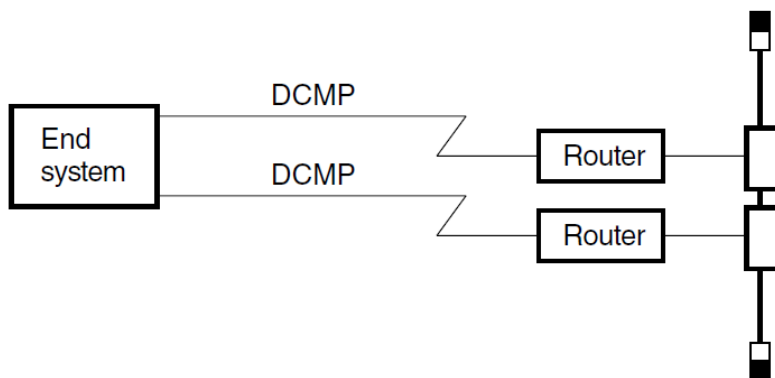 DCMP
End
system
Router
DCMP
Router